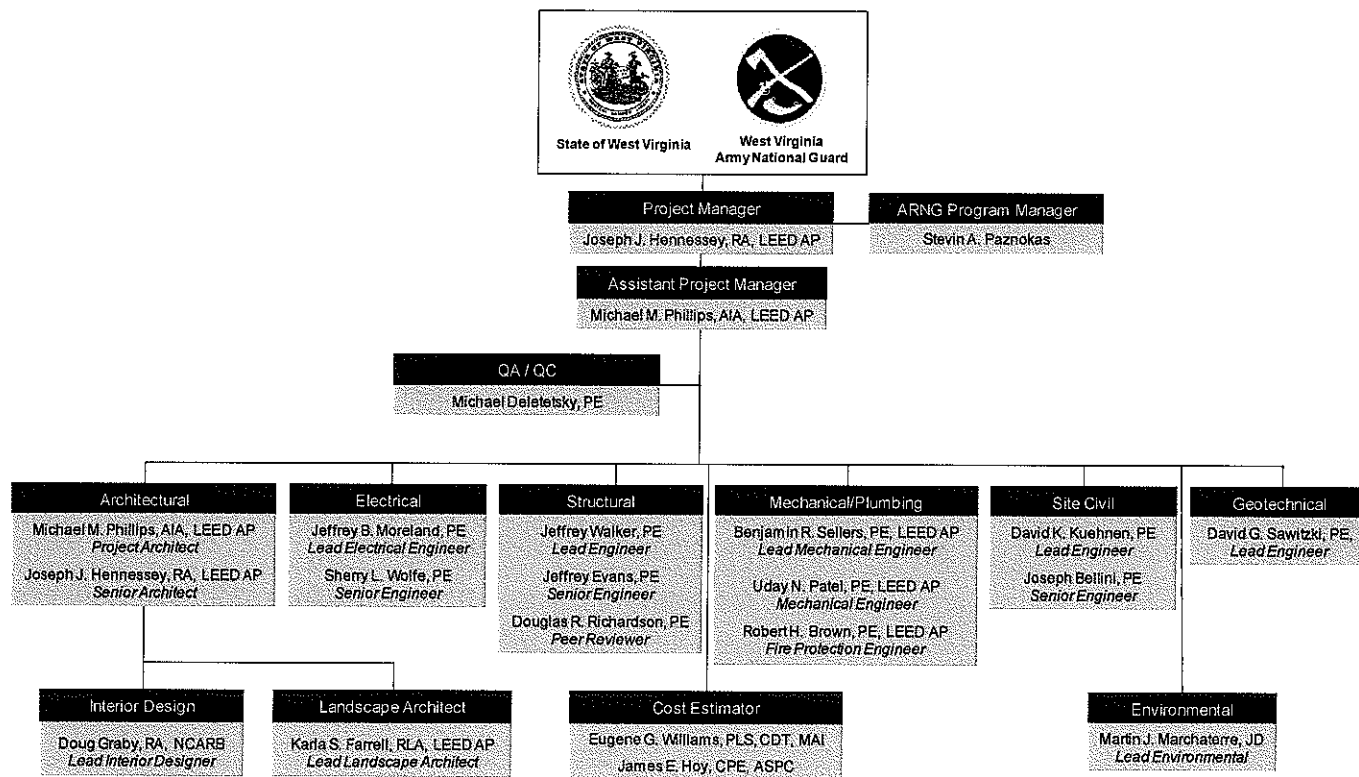 STATE OF WEST VIRGINIA
State of West Virginia
West Virginia
Army National Guard
Project Manager
Joseph J. Hennessey, RA, LEED AP
ARNG Program Manager
Stevin A. Paznokas
Assistant Project Manager
Michael M. Phillips, AIA, LEED AP
QA / QC
Michael Deletetsky, PE
Architectural
Michael M. Phillips, AIA, LEED AP
Project Architect
Joseph J. Hennessey, RA, LEED AP
Senior Architect
Electrical
Jeffrey B. Moreland, PE
Lead Electrical Engineer
Sherry L. Wolfe, PE
Senior Engineer
Structural
Jeffrey Walker, PE
Lead Engineer
Jeffrey Evans, PE
Senior Engineer
Douglas R. Richardson, PE
Peer Reviewer
Mechanical/Plumbing
Benjamin R. Sellers, PE, LEED AP
Lead Mechanical Engineer
Uday N. Patel, PE, LEED AP
Mechanical Engineer
Robert H. Brown, PE, LEED AP
Fire Protection Engineer
Site Civil
David K. Kuehnen, PE
Lead Engineer
Joseph Bellini, PE
Senior Engineer
Geotechnical
David G. Sawitzki, PE,
Lead Engineer
Interior Design
Doug Graby, RA, NCARB
Lead Interior Designer
Landscape Architect
Karla S. Farrell, RLA, LEED AP
Lead Landscape Architect
Cost Estimator
Eugene G. Williams, PLS, CDT, MAI
James E. Hoy, CPE, ASPC
Environmental
Martin J. Marchaterre, JD
Lead Environmental